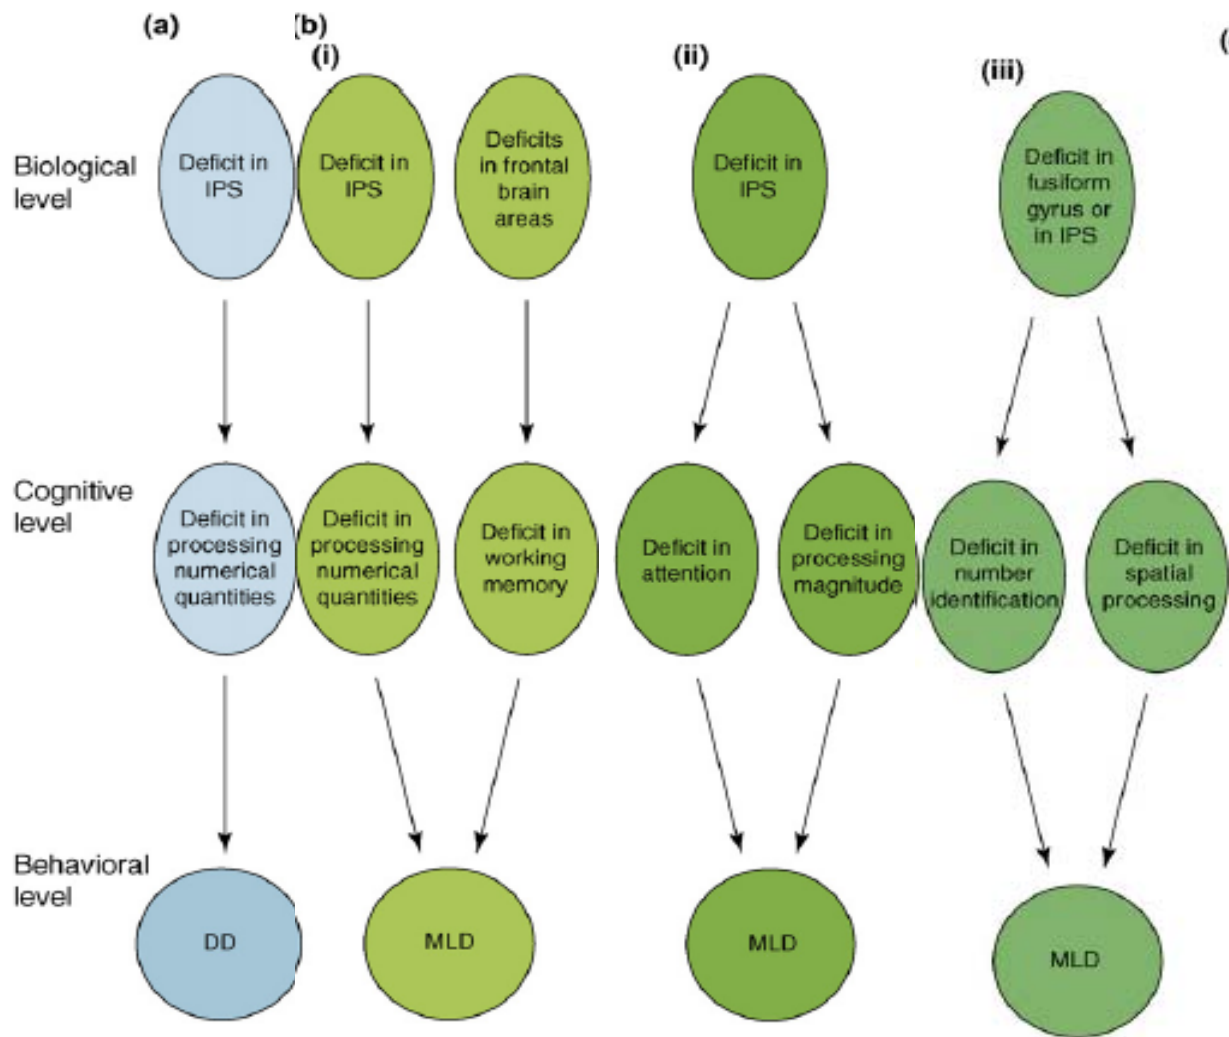 (a)
(b)
(i)
(ii)
(iii)
(
Biological
level
Deficit in
IPS
Deficit in
IPS
Deficits
in frontal
brain
areas
Deficit in
IPS
Deficit in
fusiform
gyrus or
in IPS
Cognitive
level
Deficit in
processing
numerical
quantities
Deficit in
processing
numerical
quantities
Deficit in
working
memory
Deficit in
attention
Deficit in
processing
magnitude
Deficit in
number
identification
Deficit in
spatial
processing
Behavioral
level
DD
MLD
MLD
MLD